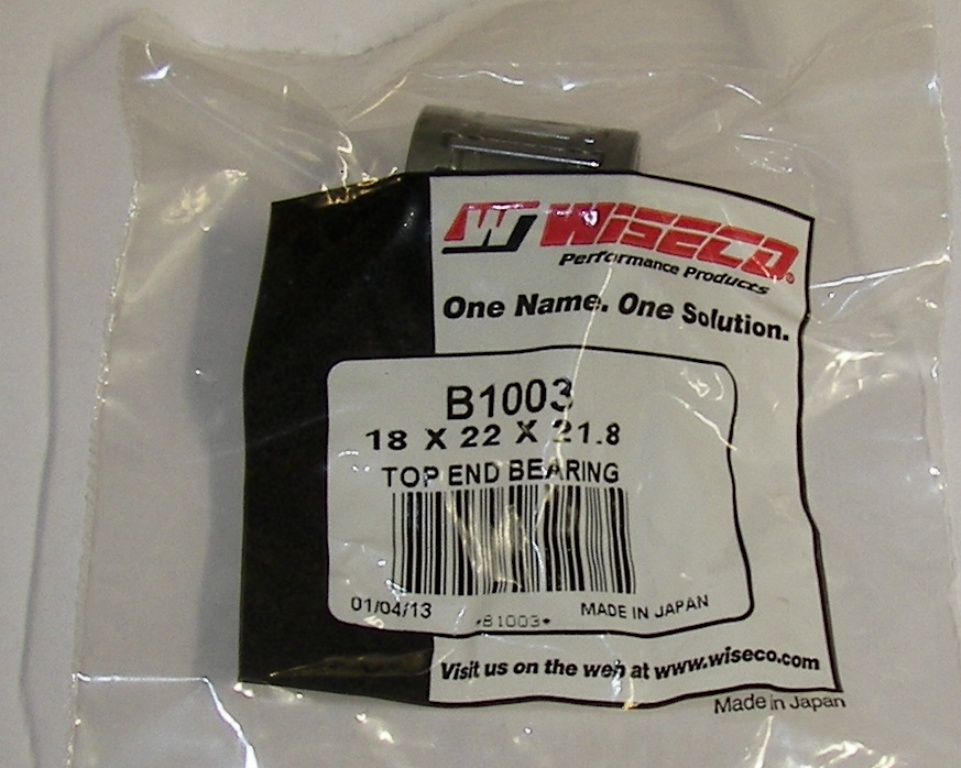 W WISECO®
Performance Products
One Name. One Solution.
B1003
18 X 22 X 21.8
TOP END BEARING
01/04/13
*B1003*
MADE IN JAPAN
Visit us on the web at www.wiseco.com
Made in Japan